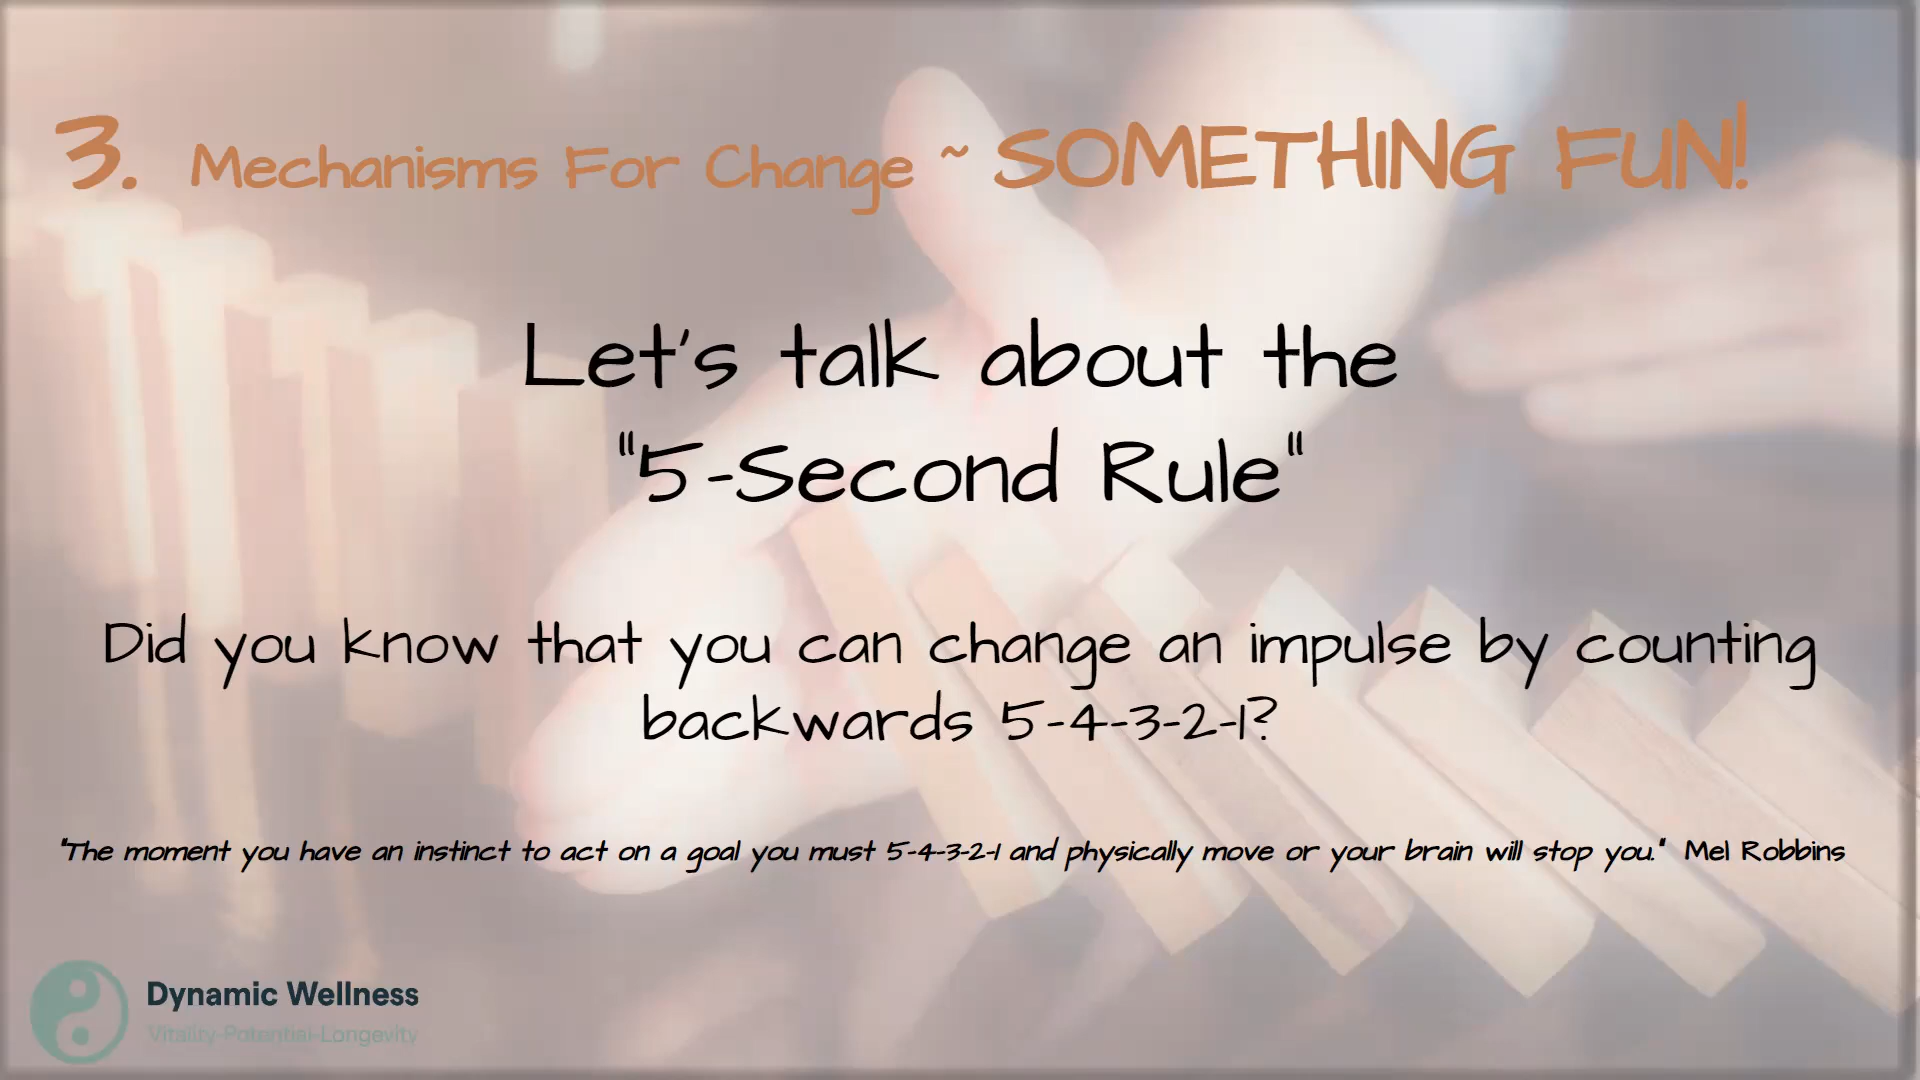 3. Mechanisms For Change ~ SOMETHING FUN!
Let's talk about the
"5-Second Rule"
Did you know that you can change an impulse by counting
backwards 5-4-3-2-1?
"The moment you have an instinct to act on a goal you must 5-4-3-2-1 and physically move or your brain will stop you." Mel Robbins
Dynamic Wellness
Vitality-Potential-Longevity